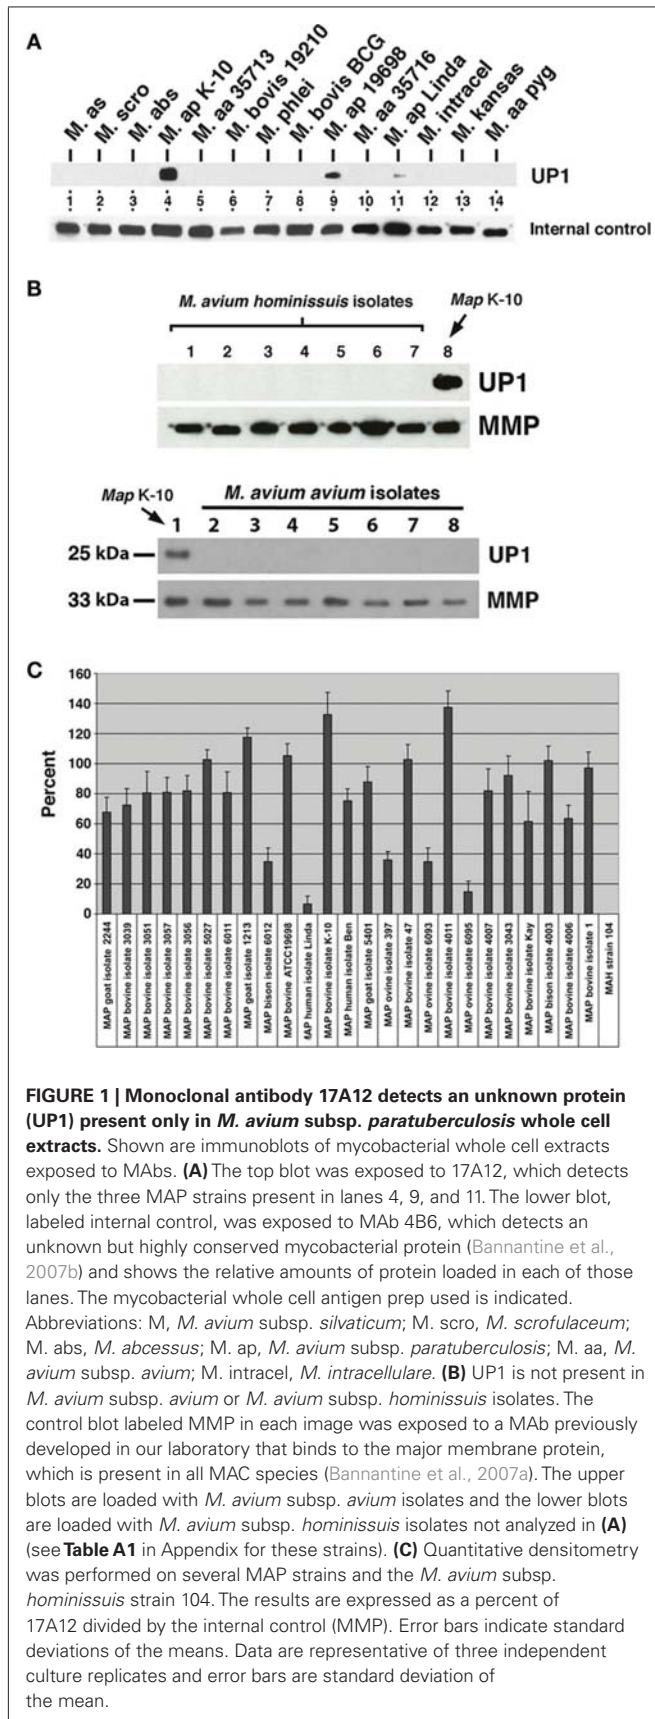 A
M. as
M. scro
M. abs
M. ap K-10
M. aa 35713
M. bovis 19210
M. phlei
M. bovis BCG
M. ap 19698
M. aa 35716
M. ap Linda
M. intracel
M. kansas
M. aa pyg
UP1
1 2 3 4 5 6 7 8 9 10 11 12 13 14
Internal control
B
M. avium hominissuis isolates
Map K-10
1 2 3 4 5 6 7 8
UP1
MMP
Map K-10
M. avium avium isolates
1 2 3 4 5 6 7 8
25 kDa
UP1
33 kDa
MMP
C
Percent
160
140
120
100
80
60
40
20
0
MAP goat isolate 2244
MAP bovine isolate 3039
MAP bovine isolate 3051
MAP bovine isolate 3057
MAP bovine isolate 3056
MAP bovine isolate 5027
MAP bovine isolate 6011
MAP goat isolate 1213
MAP bison isolate 6012
MAP bovine ATCC19698
MAP human isolate Linda
MAP bovine isolate K-10
MAP human isolate Ben
MAP goat isolate 5401
MAP ovine isolate 397
MAP bovine isolate 47
MAP ovine isolate 6093
MAP bovine isolate 4011
MAP ovine isolate 6095
MAP bovine isolate 4007
MAP bovine isolate 3043
MAP bovine isolate Kay
MAP bison isolate 4003
MAP bovine isolate 4006
MAP bovine isolate 1
MAH strain 104
FIGURE 1 | Monoclonal antibody 17A12 detects an unknown protein
(UP1) present only in M. avium subsp. paratuberculosis whole cell
extracts. Shown are immunoblots of mycobacterial whole cell extracts
exposed to MAbs. (A) The top blot was exposed to 17A12, which detects
only the three MAP strains present in lanes 4, 9, and 11. The lower blot,
labeled internal control, was exposed to MAb 4B6, which detects an
unknown but highly conserved mycobacterial protein (Bannantine et al.,
2007b) and shows the relative amounts of protein loaded in each of those
lanes. The mycobacterial whole cell antigen prep used is indicated.
Abbreviations: M, M. avium subsp. silvaticum; M. scro, M. scrofulaceum;
M. abs, M. abcessus; M. ap, M. avium subsp. paratuberculosis; M. aa, M.
avium subsp. avium; M. intracel, M. intracellulare. (B) UP1 is not present in
M. avium subsp. avium or M. avium subsp. hominissuis isolates. The
control blot labeled MMP in each image was exposed to a MAb previously
developed in our laboratory that binds to the major membrane protein,
which is present in all MAC species (Bannantine et al., 2007a). The upper
blots are loaded with M. avium subsp. avium isolates and the lower blots
are loaded with M. avium subsp. hominissuis isolates not analyzed in (A)
(see Table A1 in Appendix for these strains). (C) Quantitative densitometry
was performed on several MAP strains and the M. avium subsp.
hominissuis strain 104. The results are expressed as a percent of
17A12 divided by the internal control (MMP). Error bars indicate standard
deviations of the means. Data are representative of three independent
culture replicates and error bars are standard deviation of
the mean.